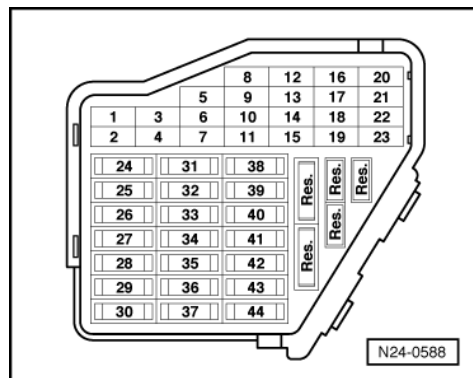 8 12 16 20
5 9 13 17 21
1 3 6 10 14 18 22
2 4 7 11 15 19 23
24 31 38
25 32 39
26 33 40
27 34 41
28 35 42
29 36 43
30 37 44
Res. Res. Res.
Res. Res.
N24-0588